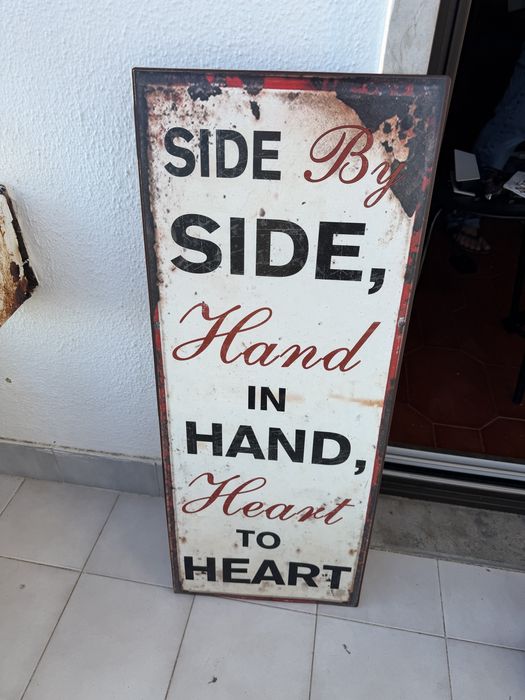 SIDE By
SIDE,
Hand
IN
HAND,
Heart
TO
HEART